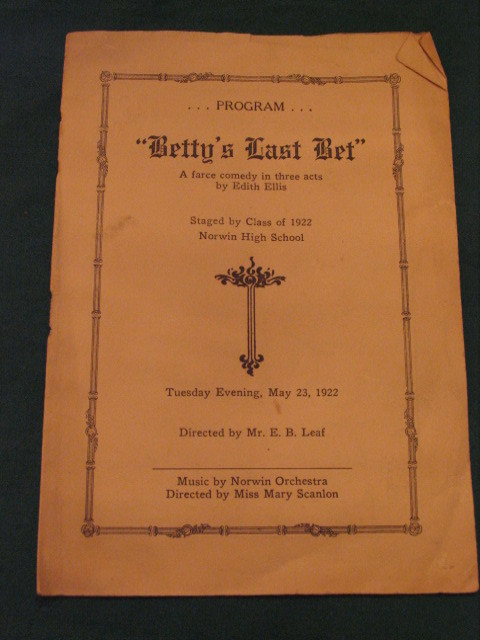 ... PROGRAM ...
"Betty's Last Bet"
A farce comedy in three acts
by Edith Ellis
Staged by Class of 1922
Norwin High School
Tuesday Evening, May 23, 1922
Directed by Mr. E. B. Leaf
Music by Norwin Orchestra
Directed by Miss Mary Scanlon